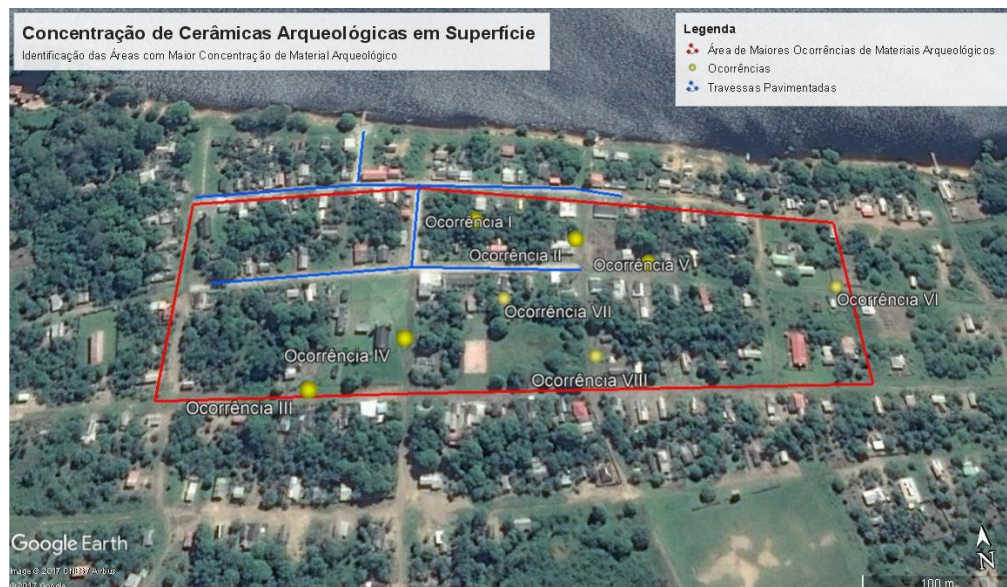 Concentração de Cerâmicas Arqueológicas em Superfície
Identificação das Áreas com Maior Concentração de Material Arqueológico
Legenda
Área de Maiores Ocorrências de Materiais Arqueológicos
Ocorrências
Travessas Pavimentadas
Ocorrência I
Ocorrência II
Ocorrência V
Ocorrência VI
Ocorrência VII
Ocorrência IV
Ocorrência VIII
Ocorrência III
Google Earth
Image © 2017 CNES / Airbus
© 2017 Google
N
100 m